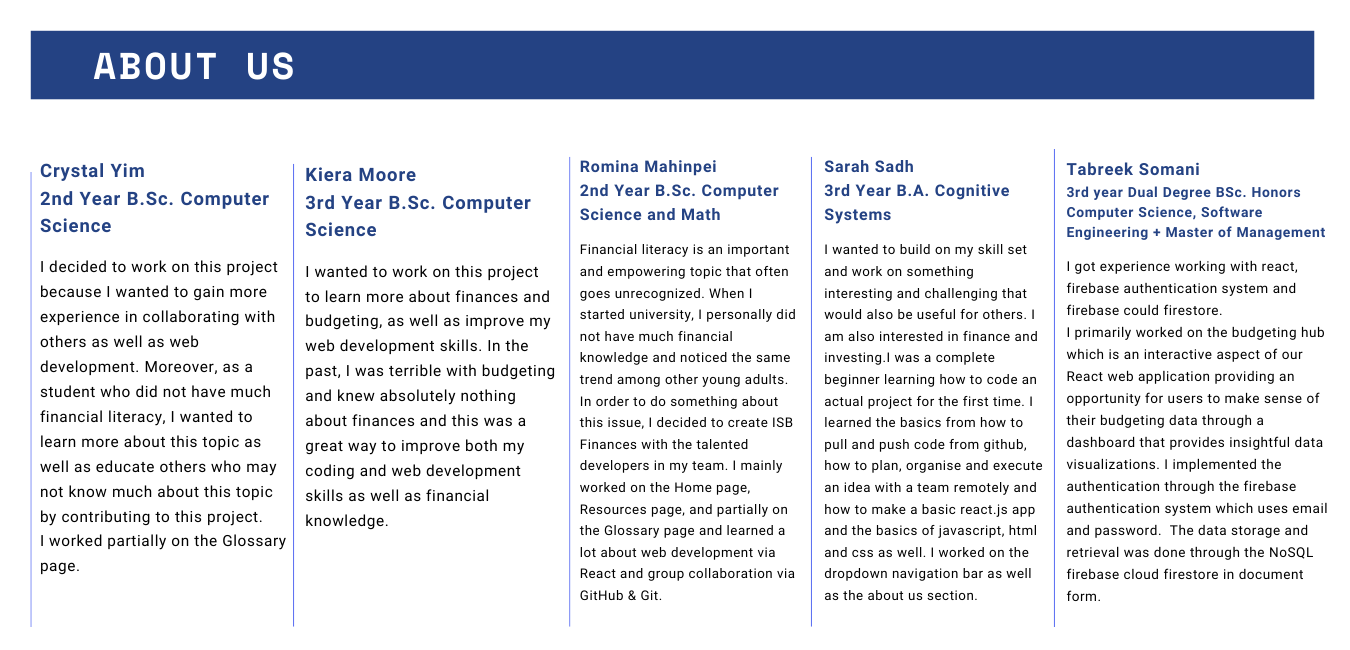 ABOUT US
Crystal Yim
2nd Year B.Sc. Computer
Science
I decided to work on this project
because I wanted to gain more
experience in collaborating with
others as well as web
development. Moreover, as a
student who did not have much
financial literacy, I wanted to
learn more about this topic as
well as educate others who may
not know much about this topic
by contributing to this project.
I worked partially on the Glossary
page.
Kiera Moore
3rd Year B.Sc. Computer
Science
I wanted to work on this project
to learn more about finances and
budgeting, as well as improve my
web development skills. In the
past, I was terrible with budgeting
and knew absolutely nothing
about finances and this was a
great way to improve both my
coding and web development
skills as well as financial
knowledge.
Romina Mahinpei
2nd Year B.Sc. Computer
Science and Math
Financial literacy is an important
and empowering topic that often
goes unrecognized. When I
started university, I personally did
not have much financial
knowledge and noticed the same
trend among other young adults.
In order to do something about
this issue, I decided to create ISB
Finances with the talented
developers in my team. I mainly
worked on the Home page,
Resources page, and partially on
the Glossary page and learned a
lot about web development via
React and group collaboration via
GitHub & Git.
Sarah Sadh
3rd Year B.A. Cognitive
Systems
I wanted to build on my skill set
and work on something
interesting and challenging that
would also be useful for others. I
am also interested in finance and
investing.I was a complete
beginner learning how to code an
actual project for the first time. I
learned the basics from how to
pull and push code from github,
how to plan, organise and execute
an idea with a team remotely and
how to make a basic react.js app
and the basics of javascript, html
and css as well. I worked on the
dropdown navigation bar as well
as the about us section.
Tabreek Somani
3rd year Dual Degree BSc. Honors
Computer Science, Software
Engineering + Master of Management
I got experience working with react,
firebase authentication system and
firebase could firestore.
I primarily worked on the budgeting hub
which is an interactive aspect of our
React web application providing an
opportunity for users to make sense of
their budgeting data through a
dashboard that provides insightful data
visualizations. I implemented the
authentication through the firebase
authentication system which uses email
and password.  The data storage and
retrieval was done through the NoSQL
firebase cloud firestore in document
form.